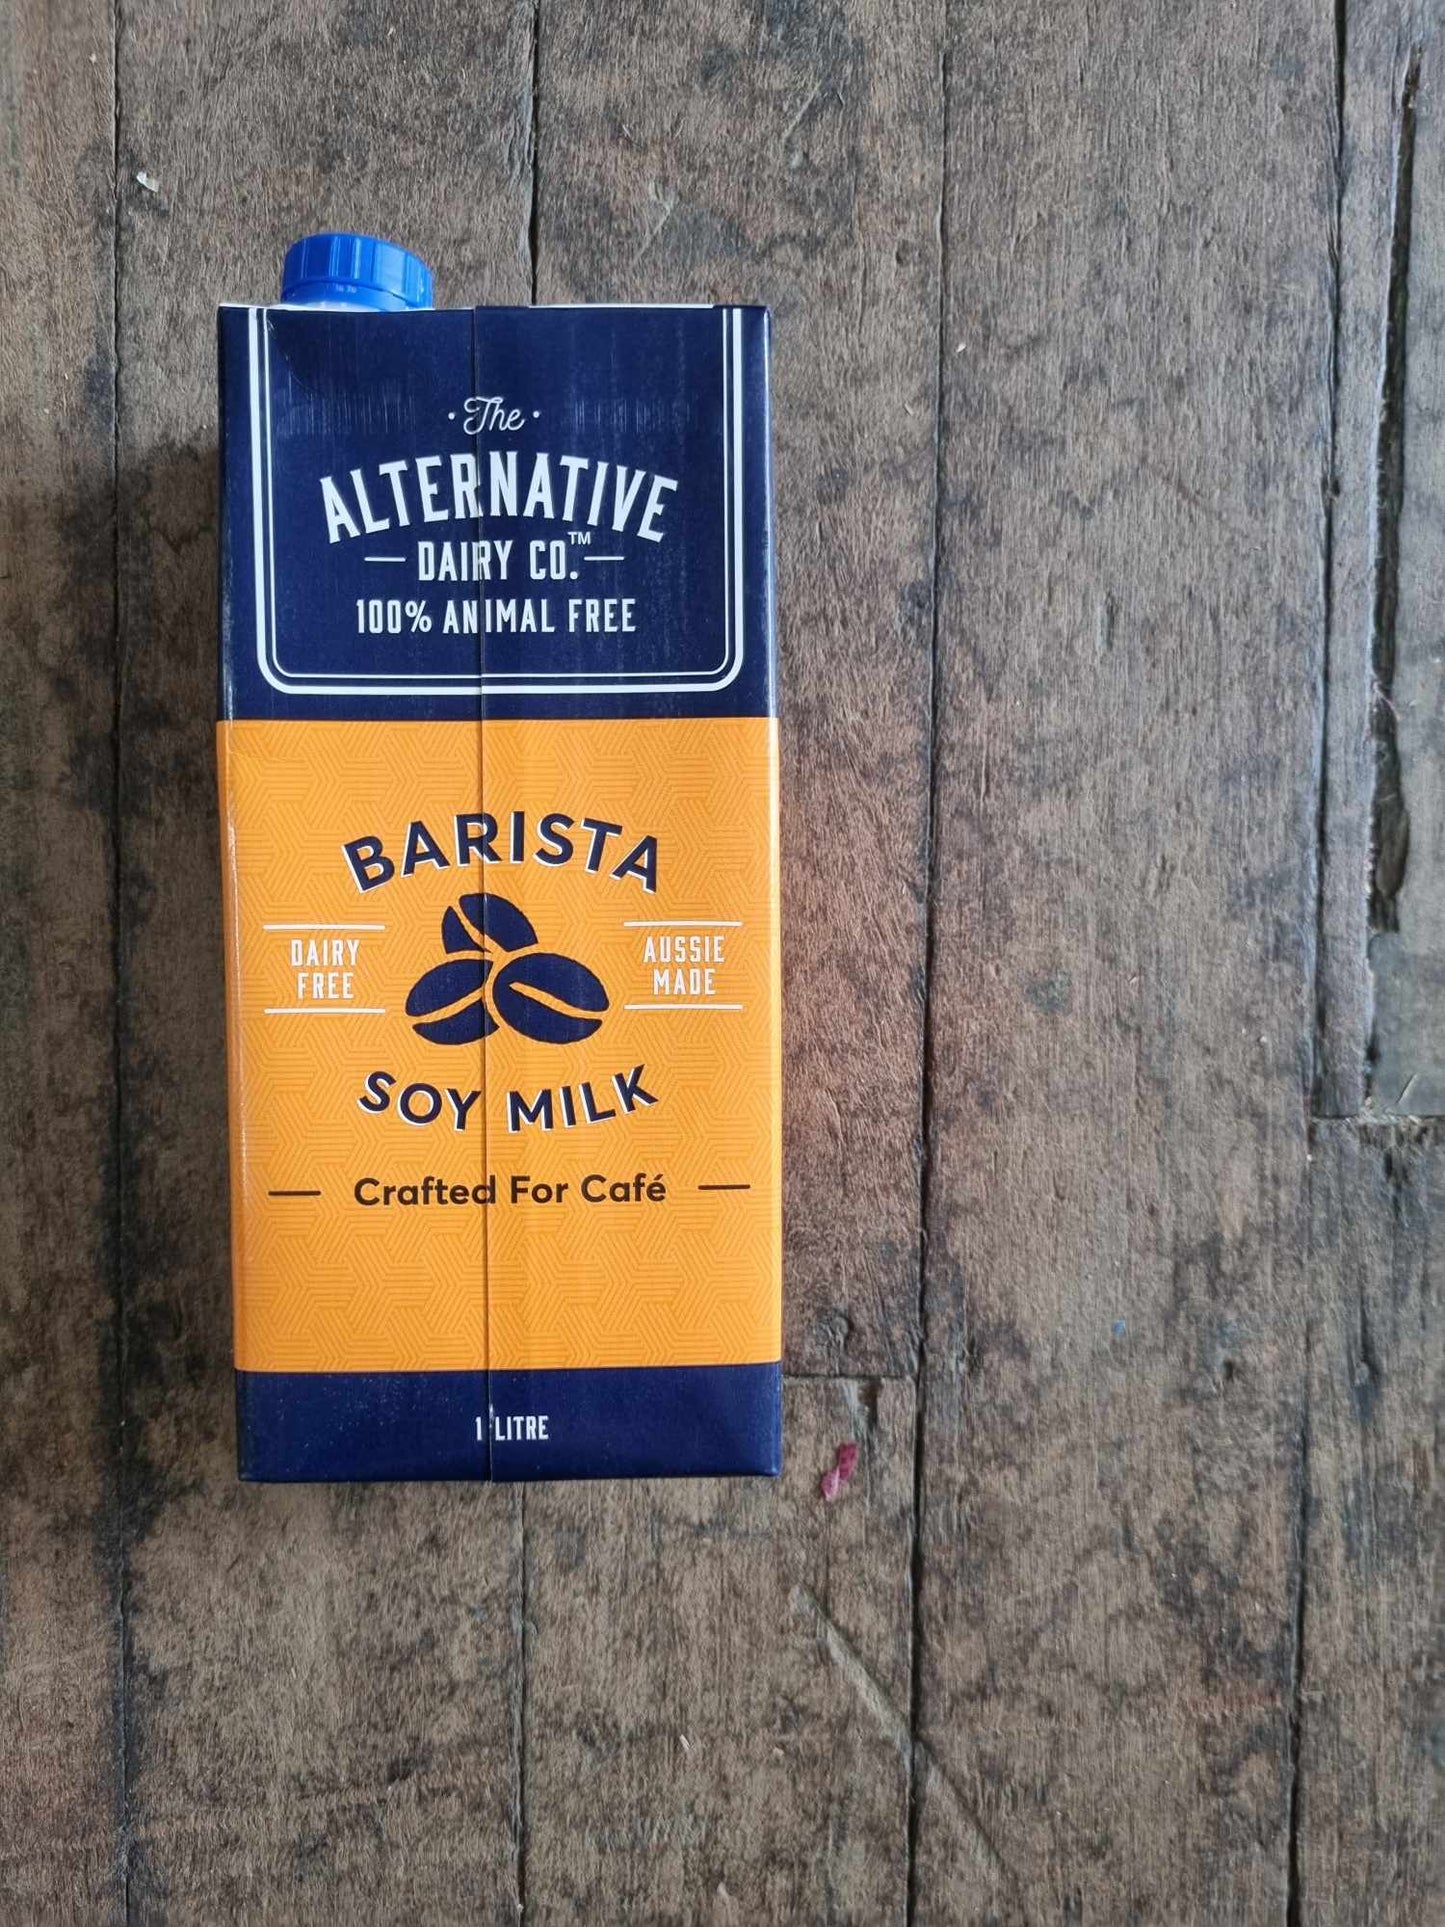 The
ALTERNATIVE
DAIRY CO.™
100% ANIMAL FREE
BARISTA
DAIRY
FREE
AUSSIE
MADE
SOY MILK
Crafted For Café
1 LITRE